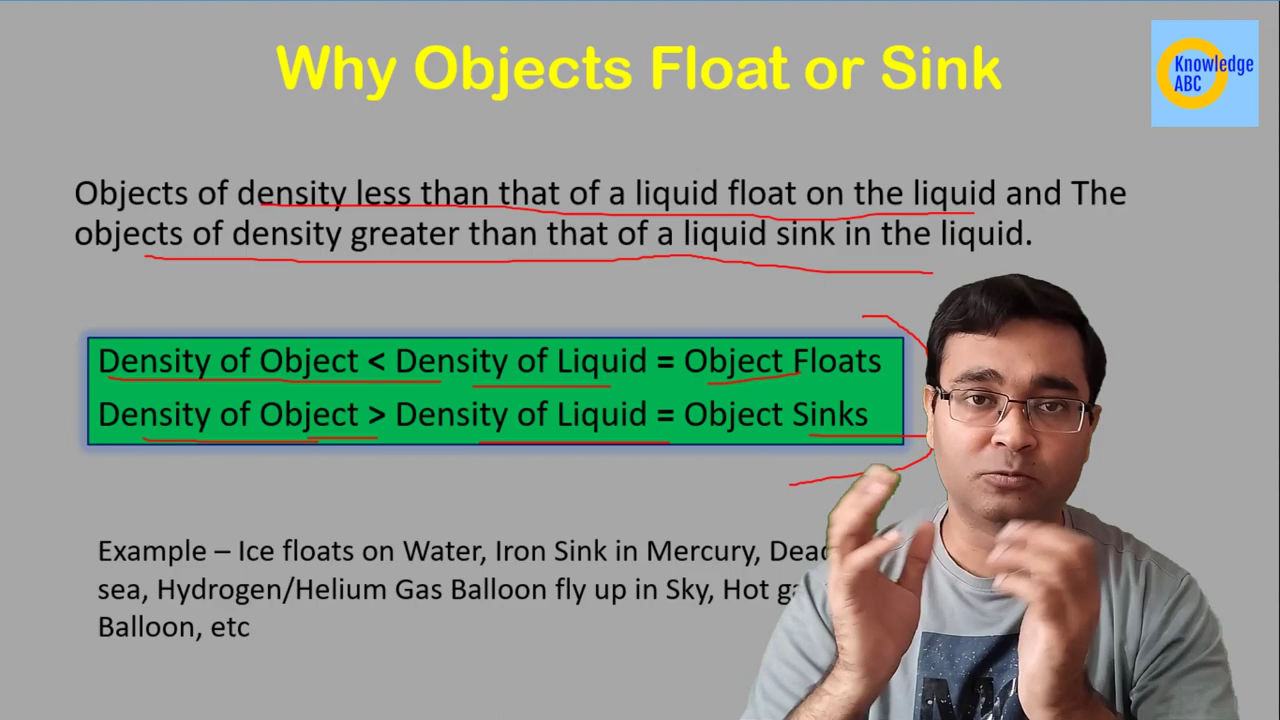 Why Objects Float or Sink
Knowledge
ABC
Objects of density less than that of a liquid float on the liquid and The
objects of density greater than that of a liquid sink in the liquid.
Density of Object < Density of Liquid = Object Floats
Density of Object > Density of Liquid = Object Sinks
Example – Ice floats on Water, Iron Sink in Mercury,
sea, Hydrogen/Helium Gas Balloon fly up in Sky, Hot
Balloon, etc